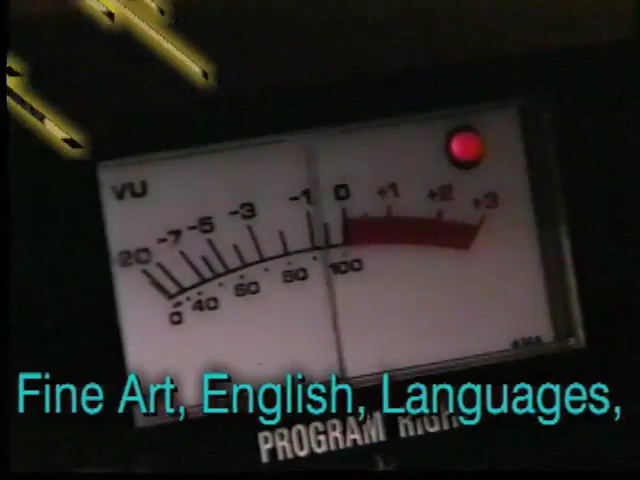 VU
20 -7 -5 -3 -1 0 +1 +2 +3
0 40 60 80 100
Fine Art, English, Languages,
PROGRAM